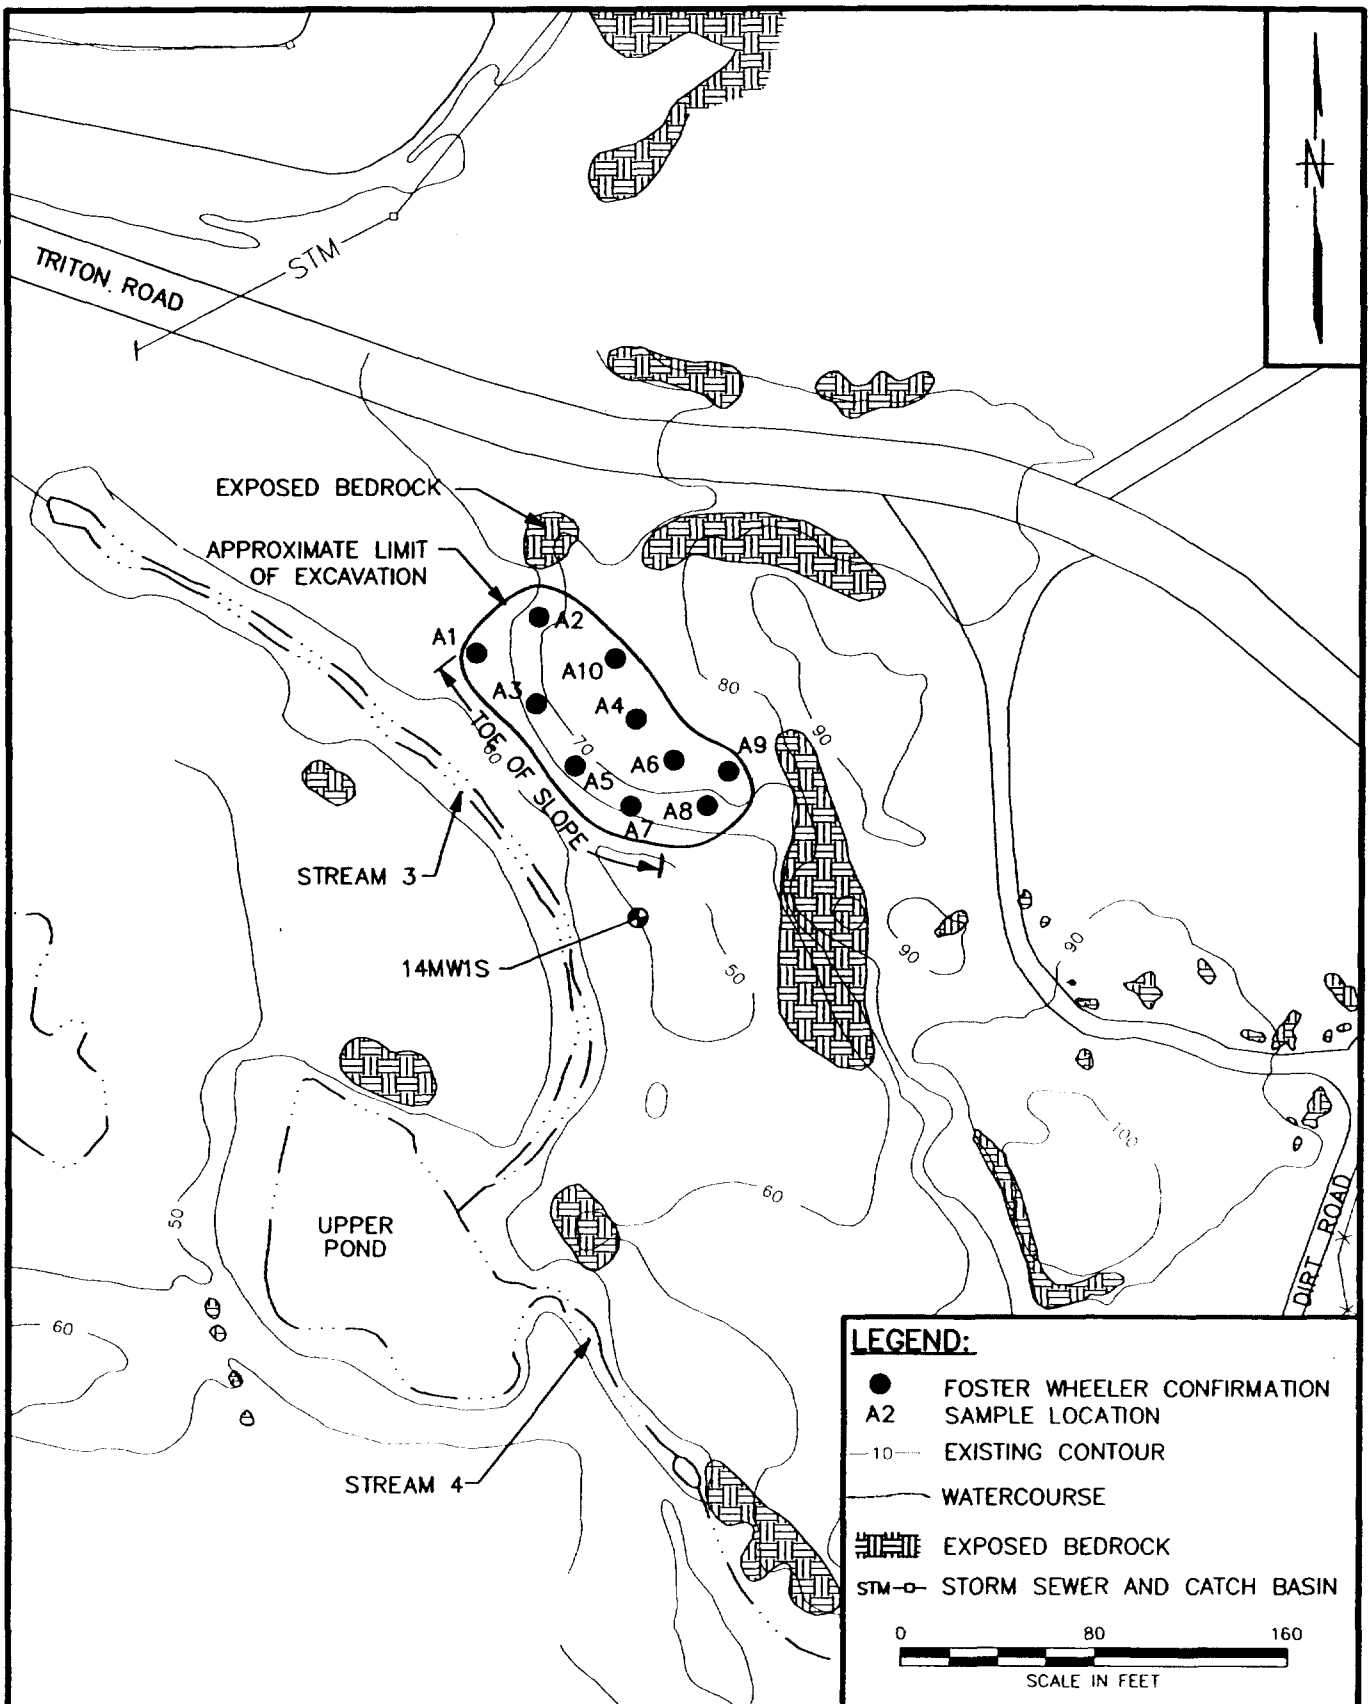 N
STM
TRITON ROAD
EXPOSED BEDROCK
APPROXIMATE LIMIT
OF EXCAVATION
A1
A2
A10
A3
A4
80
TOE OF SLOPE
60
70
90
A9
A6
A5
A8
A7
STREAM 3
14MW1S
50
90
90
100
60
50
UPPER
POND
DIRT ROAD
60
STREAM 4
LEGEND:
FOSTER WHEELER CONFIRMATION
A2 SAMPLE LOCATION
10 EXISTING CONTOUR
WATERCOURSE
EXPOSED BEDROCK
STM STORM SEWER AND CATCH BASIN
0 80 160
SCALE IN FEET